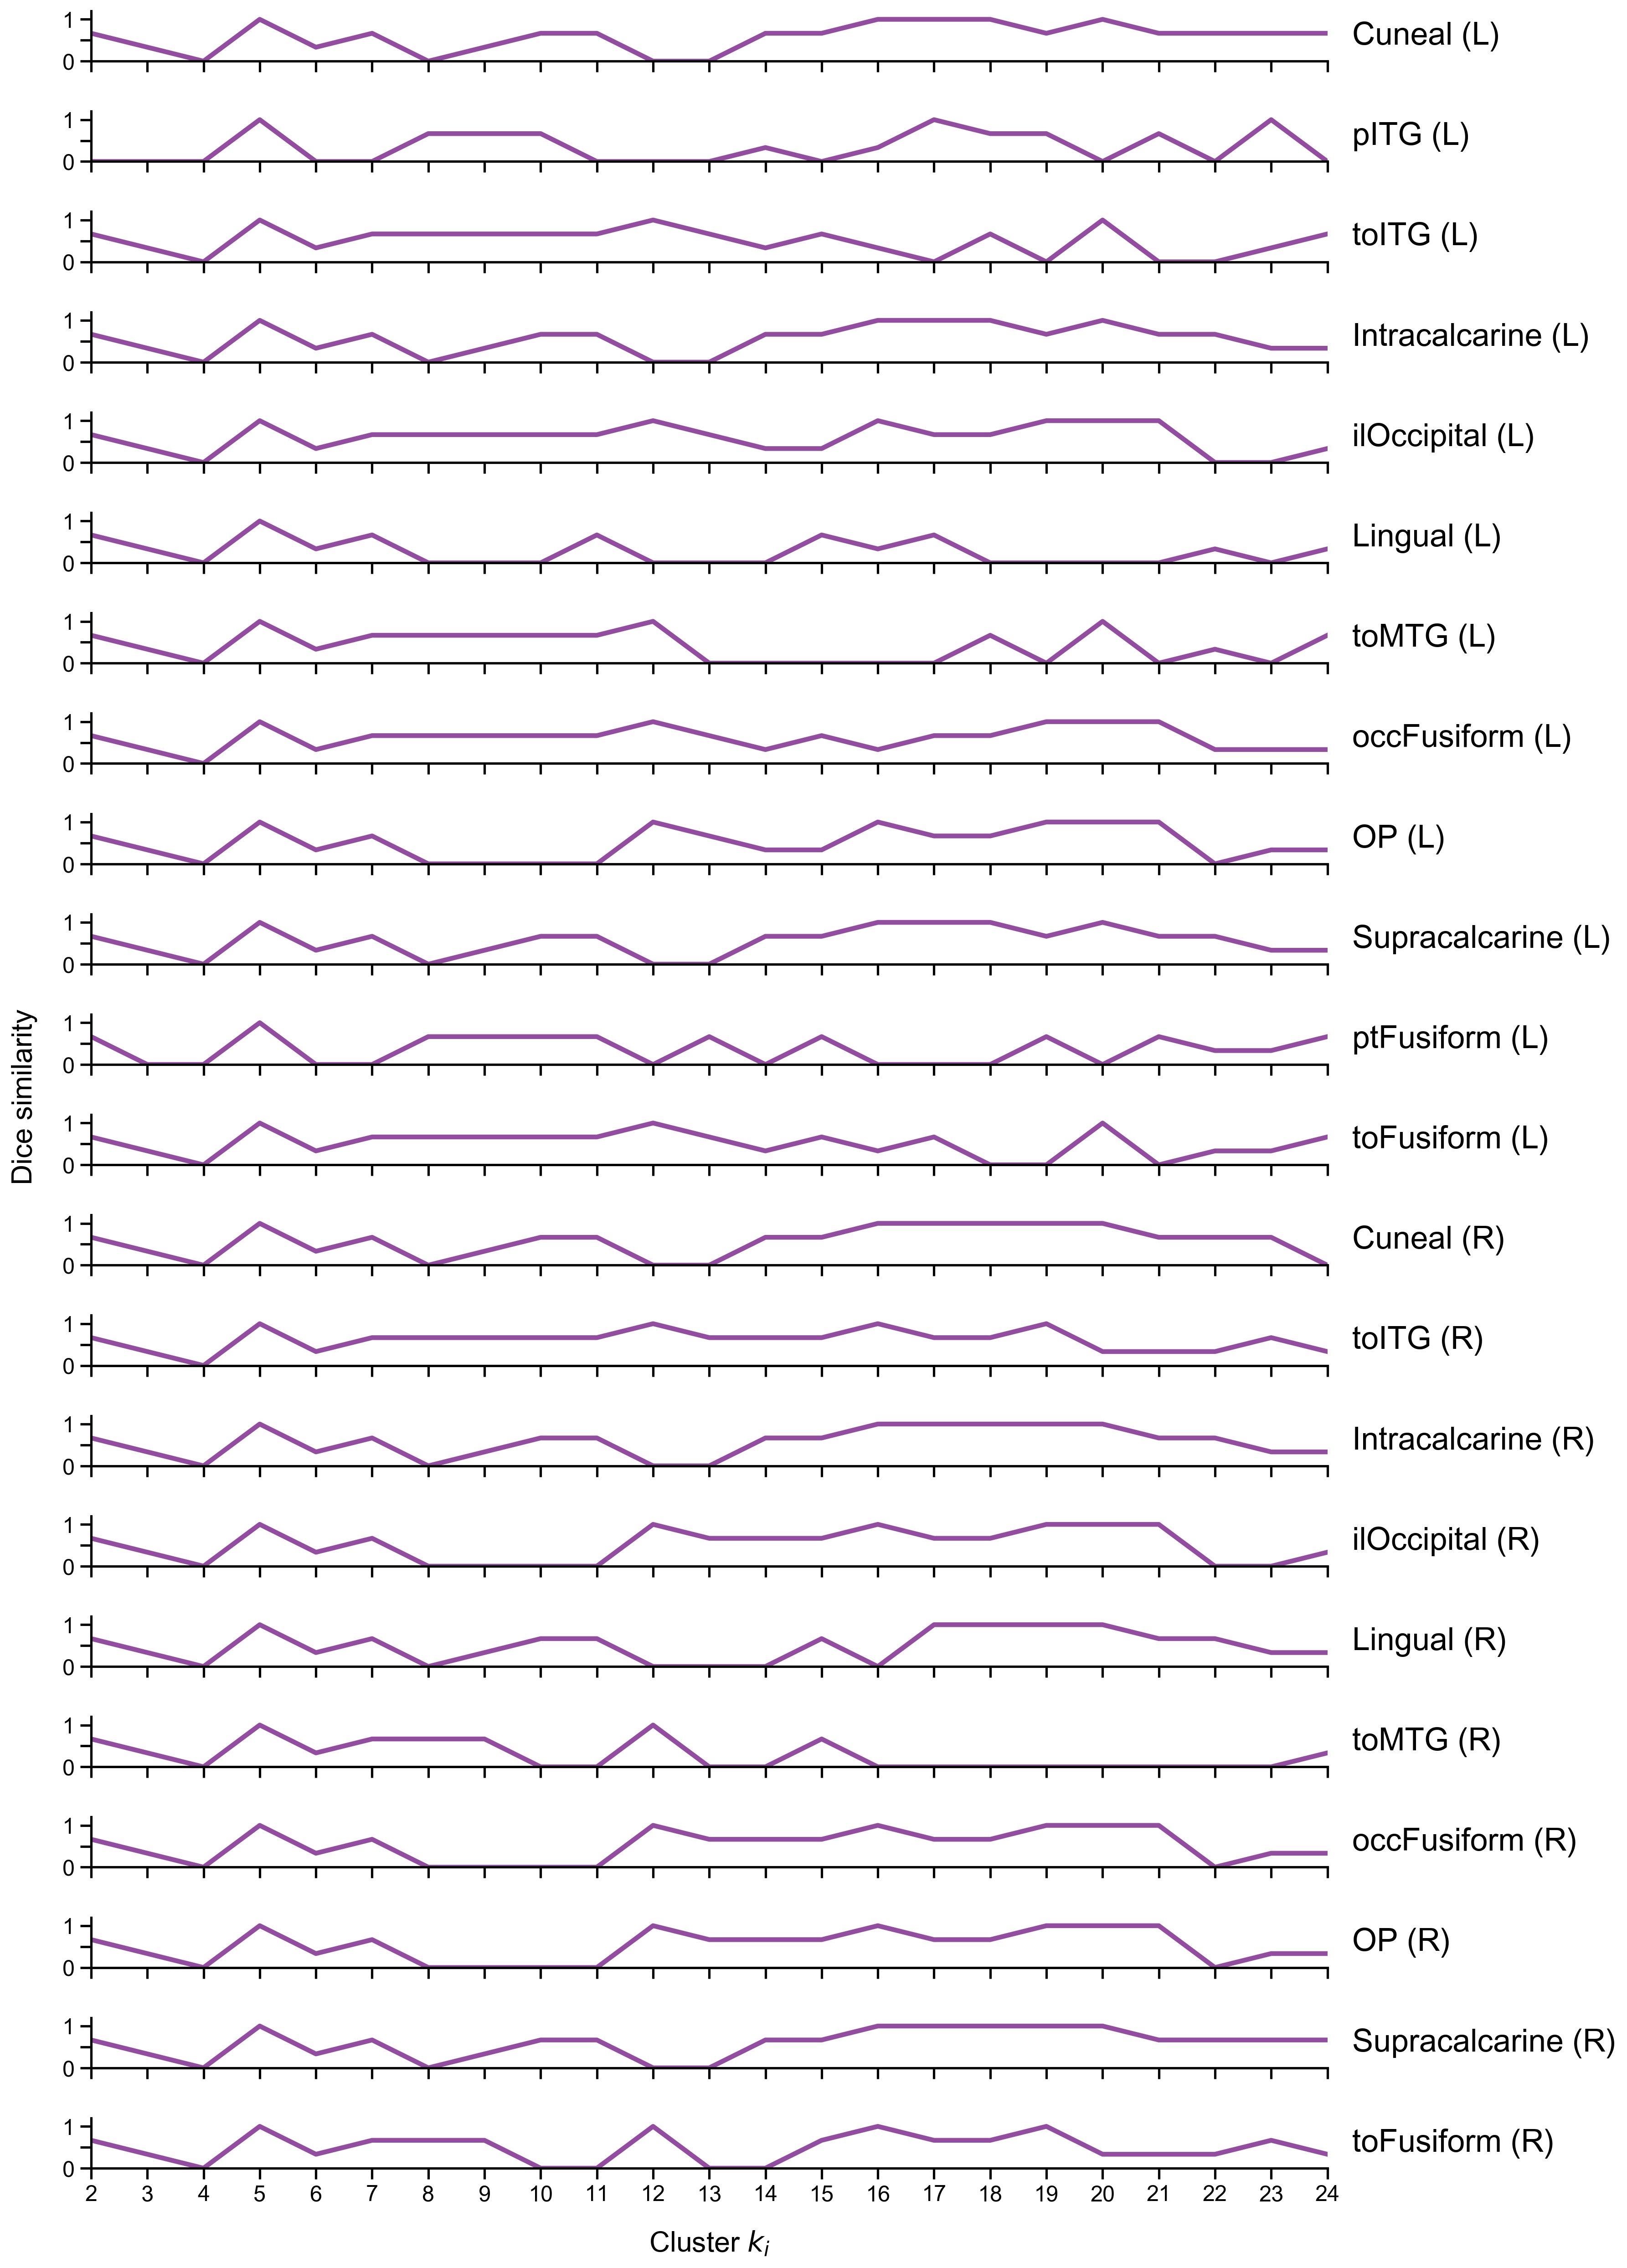 1
0
Cuneal (L)
1
0
pITG (L)
1
0
toITG (L)
1
0
Intracalcarine (L)
1
0
ilOccipital (L)
1
0
Lingual (L)
1
0
toMTG (L)
1
0
occFusiform (L)
1
0
OP (L)
1
0
Supracalcarine (L)
1
0
ptFusiform (L)
1
0
toFusiform (L)
Dice similarity
1
0
Cuneal (R)
1
0
toITG (R)
1
0
Intracalcarine (R)
1
0
ilOccipital (R)
1
0
Lingual (R)
1
0
toMTG (R)
1
0
occFusiform (R)
1
0
OP (R)
1
0
Supracalcarine (R)
1
0
toFusiform (R)
2 3 4 5 6 7 8 9 10 11 12 13 14 15 16 17 18 19 20 21 22 23 24
Cluster k_i